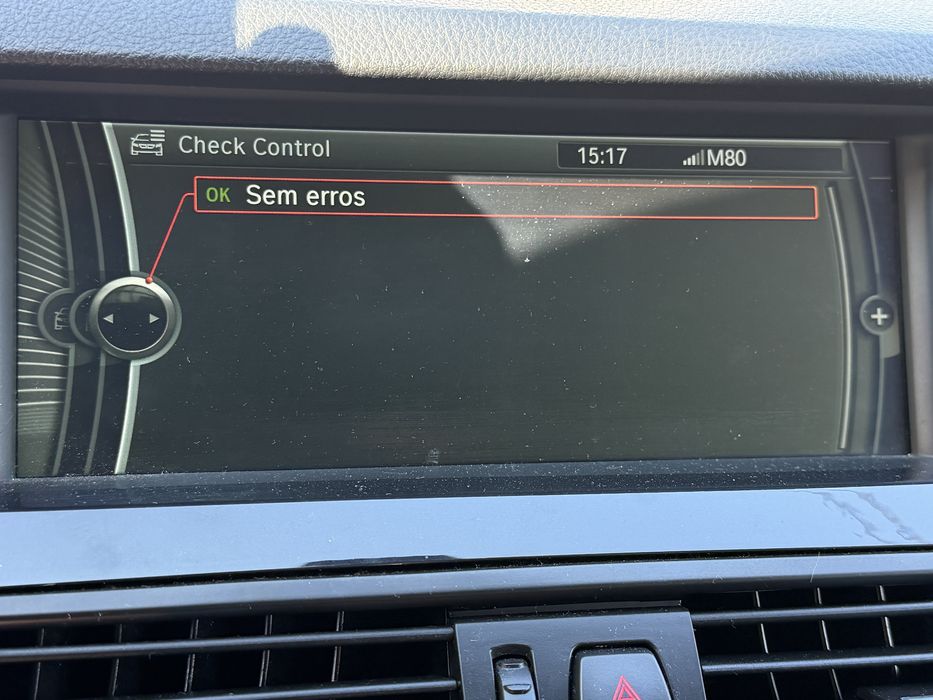 Check Control
15:17 M80
OK Sem erros